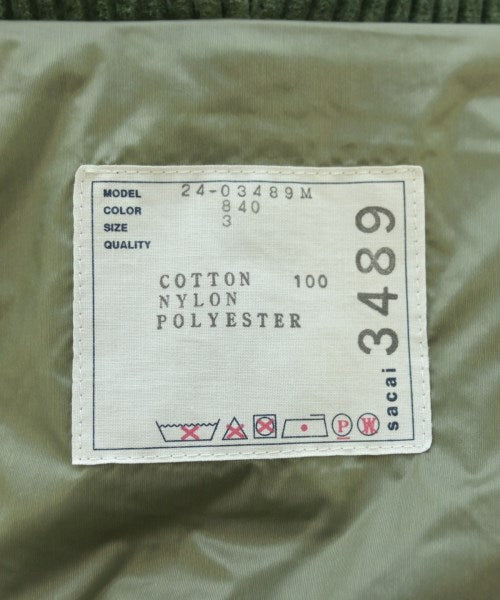 MODEL 24-03489M
COLOR 840
SIZE 3
QUALITY
COTTON 100
NYLON
POLYESTER
P W
sacai 3489